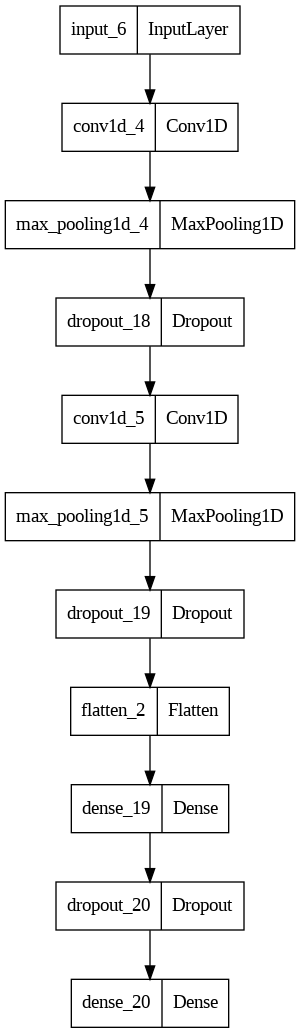 input_6 InputLayer
conv1d_4 Conv1D
max_pooling1d_4 MaxPooling1D
dropout_18 Dropout
conv1d_5 Conv1D
max_pooling1d_5 MaxPooling1D
dropout_19 Dropout
flatten_2 Flatten
dense_19 Dense
dropout_20 Dropout
dense_20 Dense